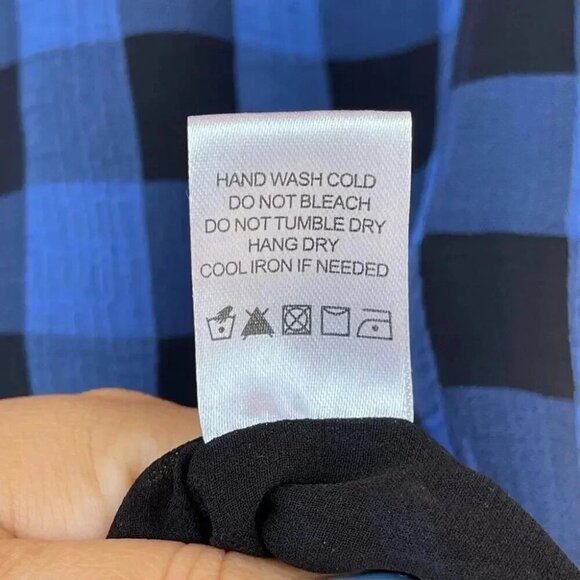 HAND WASH COLD
DO NOT BLEACH
DO NOT TUMBLE DRY
HANG DRY
COOL IRON IF NEEDED